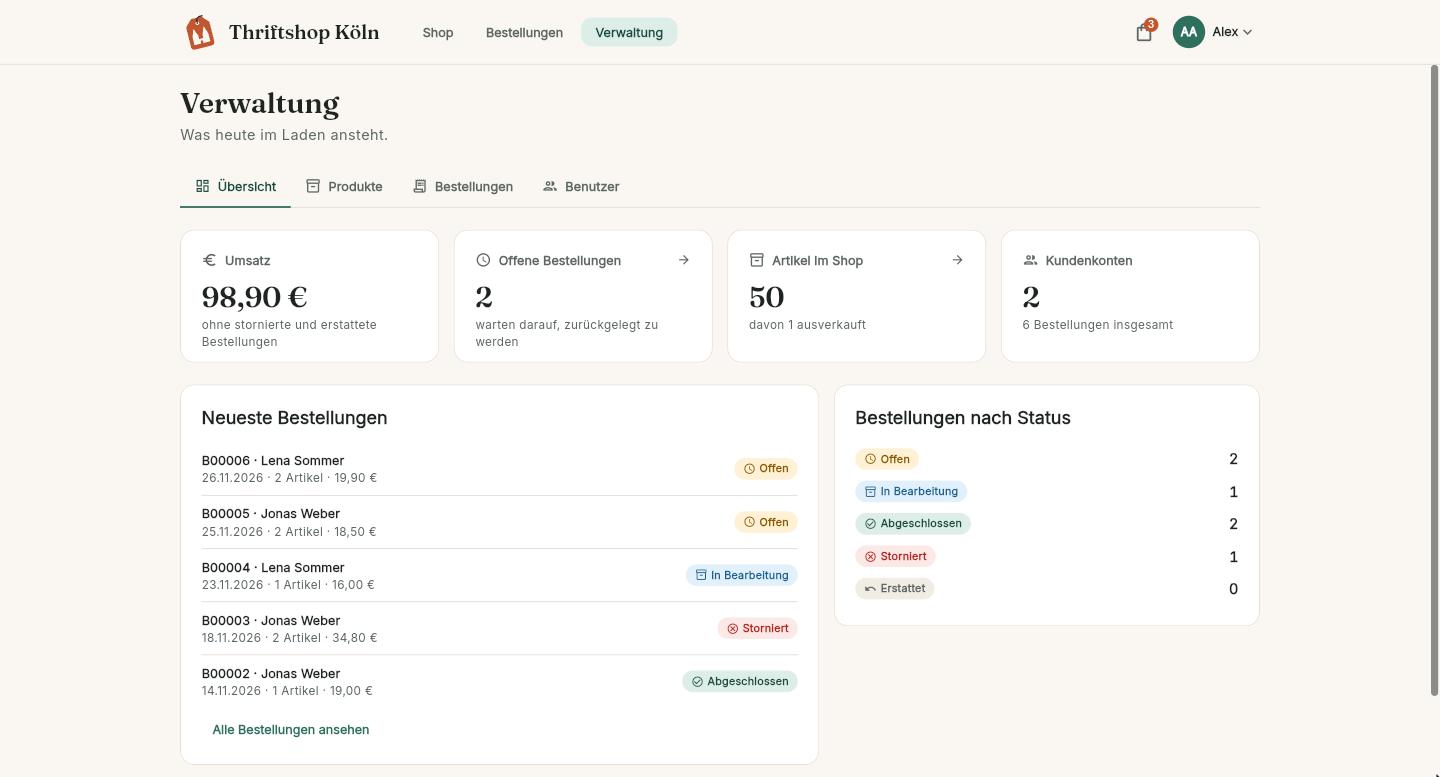 Thriftshop Köln
Shop
Bestellungen
Verwaltung
3
AA
Alex
Verwaltung
Was heute im Laden ansteht.
Übersicht
Produkte
Bestellungen
Benutzer
Umsatz
98,90 €
ohne stornierte und erstattete
Bestellungen
Offene Bestellungen
2
warten darauf, zurückgelegt zu
werden
Artikel im Shop
50
davon 1 ausverkauft
Kundenkonten
2
6 Bestellungen insgesamt
Neueste Bestellungen
B00006 · Lena Sommer
26.11.2026 · 2 Artikel · 19,90 €
Offen
B00005 · Jonas Weber
25.11.2026 · 2 Artikel · 18,50 €
Offen
B00004 · Lena Sommer
23.11.2026 · 1 Artikel · 16,00 €
In Bearbeitung
B00003 · Jonas Weber
18.11.2026 · 2 Artikel · 34,80 €
Storniert
B00002 · Jonas Weber
14.11.2026 · 1 Artikel · 19,00 €
Abgeschlossen
Alle Bestellungen ansehen
Bestellungen nach Status
Offen 2
In Bearbeitung 1
Abgeschlossen 2
Storniert 1
Erstattet 0